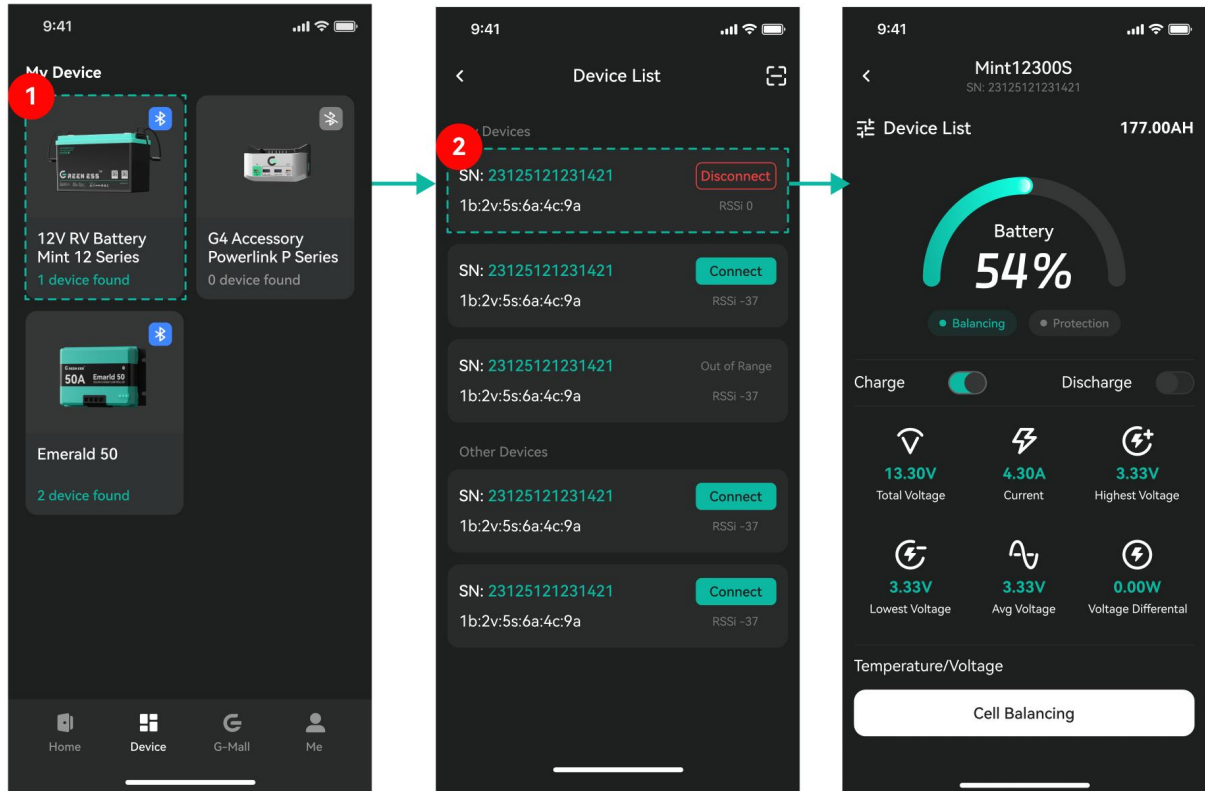 9:41
My Device
1
GREEN ESS
12V RV Battery
Mint 12 Series
1 device found
G4 Accessory
Powerlink P Series
0 device found
GREEN ESS
50A Emarld 50
Emerald 50
2 device found
Home
Device
G-Mall
Me
9:41
Device List
Devices
2
SN: 23125121231421
Disconnect
1b:2v:5s:6a:4c:9a
RSSi 0
SN: 23125121231421
Connect
1b:2v:5s:6a:4c:9a
RSSi -37
SN: 23125121231421
Out of Range
1b:2v:5s:6a:4c:9a
RSSi -37
Other Devices
SN: 23125121231421
Connect
1b:2v:5s:6a:4c:9a
RSSi -37
SN: 23125121231421
Connect
1b:2v:5s:6a:4c:9a
RSSi -37
9:41
Mint12300S
SN: 23125121231421
Device List
177.00AH
Battery
54%
Balancing
Protection
Charge
Discharge
13.30V
4.30A
3.33V
Total Voltage
Current
Highest Voltage
3.33V
3.33V
0.00W
Lowest Voltage
Avg Voltage
Voltage Differental
Temperature/Voltage
Cell Balancing